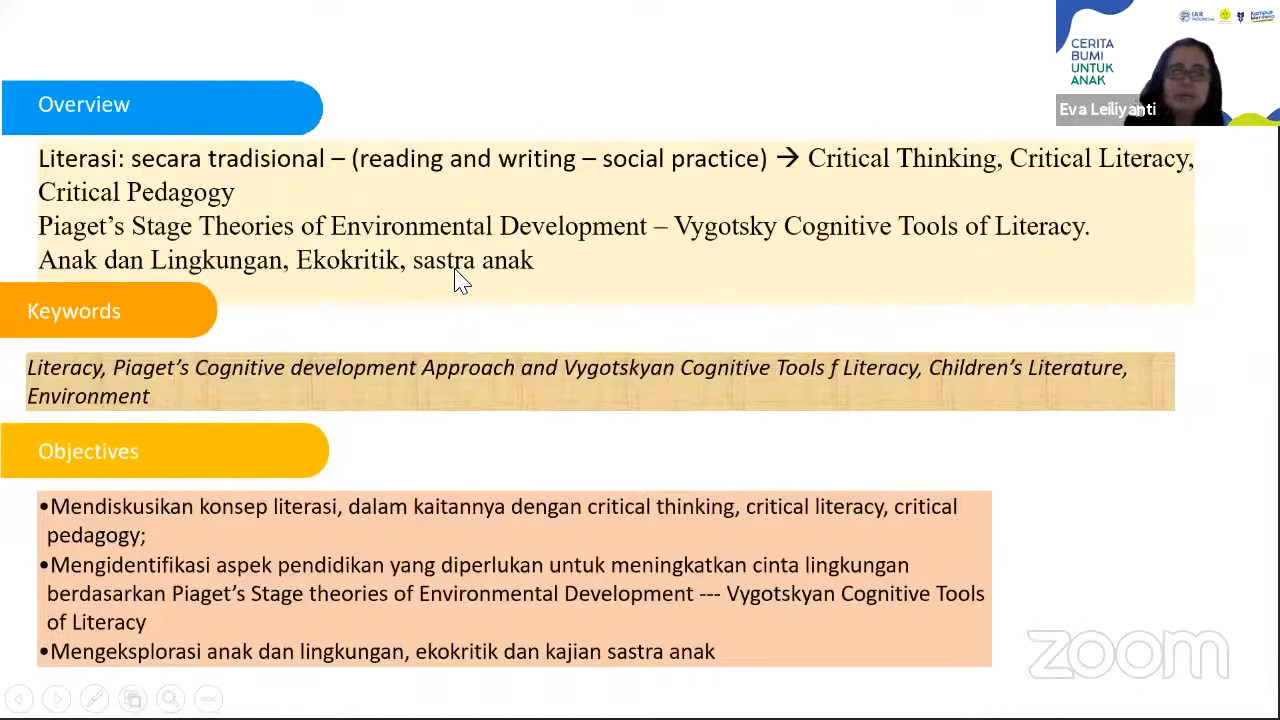 IAR
INDONESIA
Kampus
Merdeka
CERITA
BUMI
UNTUK
ANAK
Eva Leiliyanti
Overview
Literasi: secara tradisional – (reading and writing – social practice) → Critical Thinking, Critical Literacy,
Critical Pedagogy
Piaget’s Stage Theories of Environmental Development – Vygotsky Cognitive Tools of Literacy.
Anak dan Lingkungan, Ekokritik, sastra anak
Keywords
Literacy, Piaget’s Cognitive development Approach and Vygotskyan Cognitive Tools f Literacy, Children’s Literature,
Environment
Objectives
•Mendiskusikan konsep literasi, dalam kaitannya dengan critical thinking, critical literacy, critical
pedagogy;
•Mengidentifikasi aspek pendidikan yang diperlukan untuk meningkatkan cinta lingkungan
berdasarkan Piaget’s Stage theories of Environmental Development --- Vygotskyan Cognitive Tools
of Literacy
•Mengeksplorasi anak dan lingkungan, ekokritik dan kajian sastra anak
zoom